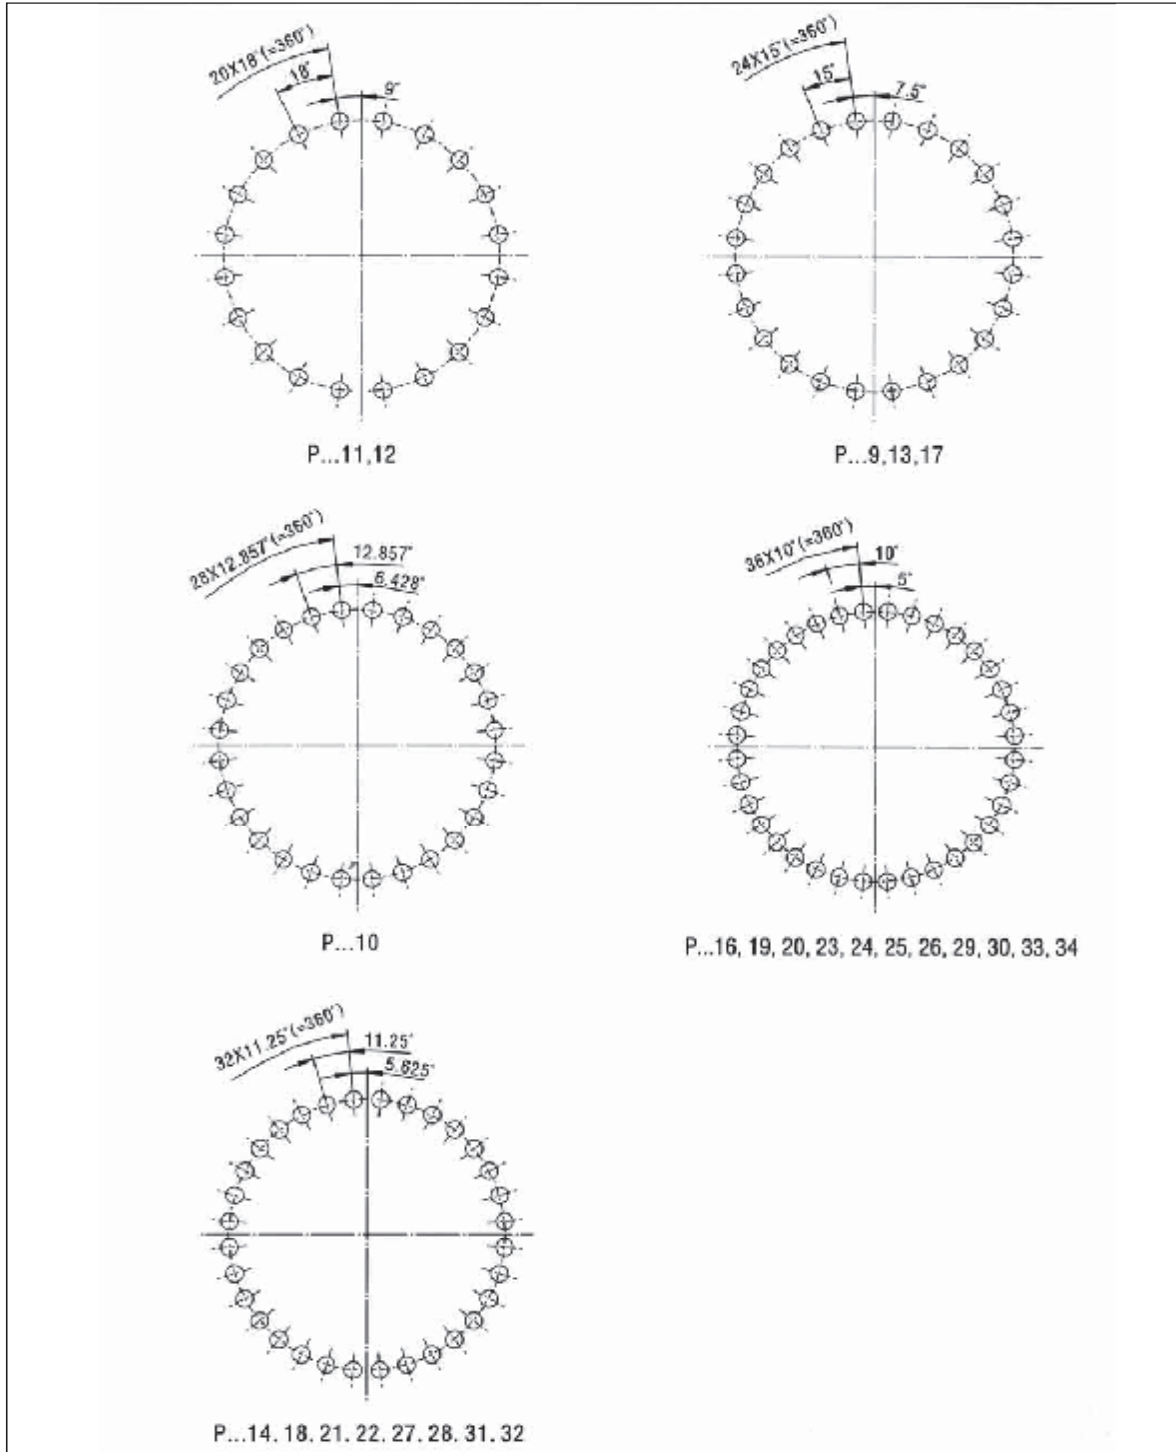 20X18°(=360°)
18°
9°
24X15°(=360°)
15°
7.5°
P...11,12
P...9,13,17
28X12.857°(=360°)
12.857°
6.428°
36X10°(=360°)
10°
5°
P...10
P...16, 19, 20, 23, 24, 25, 26, 29, 30, 33, 34
32X11.25°(=360°)
11.25°
5.625°
P...14, 18, 21, 22, 27, 28, 31, 32